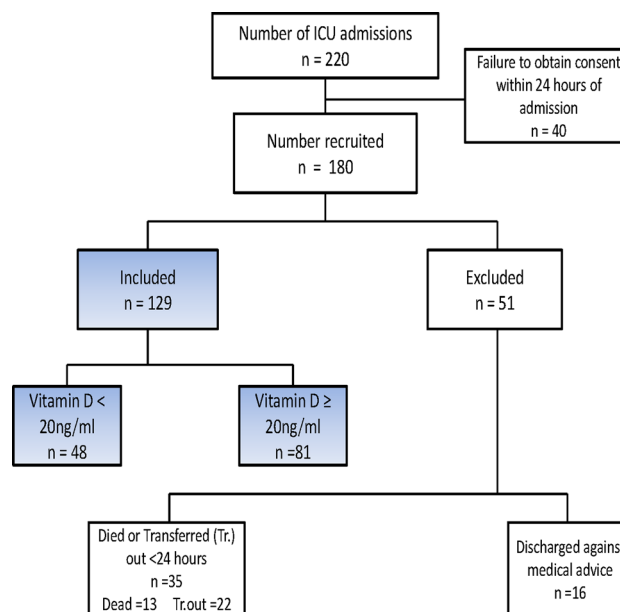 Number of ICU admissions
n = 220
Failure to obtain consent
within 24 hours of
admission
n = 40
Number recruited
n = 180
Included
n = 129
Excluded
n = 51
Vitamin D <
20ng/ml
n = 48
Vitamin D ≥
20ng/ml
n =81
Died or Transferred (Tr.)
out <24 hours
n =35
Dead =13 Tr.out =22
Discharged agains
medical advice
n =16